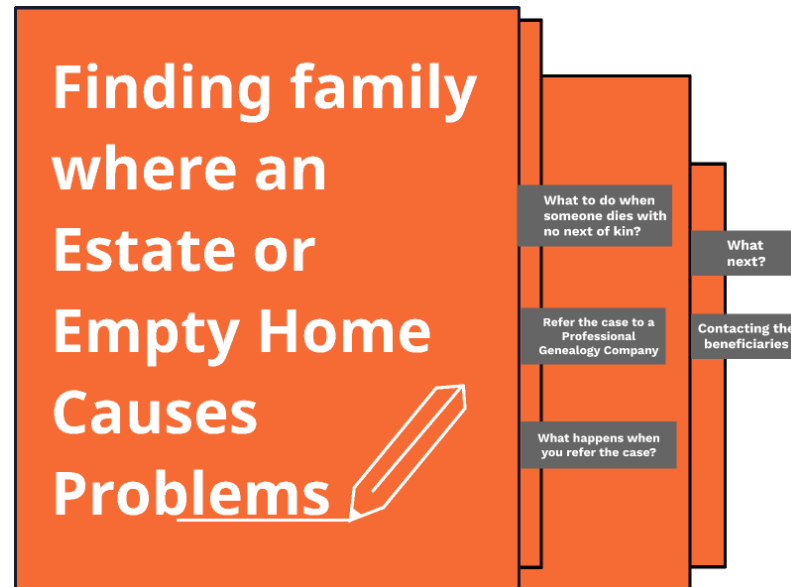 Finding family
where an
Estate or
Empty Home
Causes
Problems
What to do when
someone dies with
no next of kin?
Refer the case to a
Professional
Genealogy Company
What happens when
you refer the case?
What
next?
Contacting the
beneficiaries